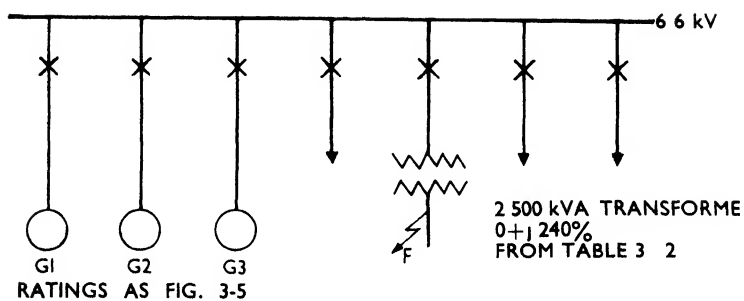 6 6 kV
G1
G2
G3
RATINGS AS FIG. 3-5
F
2 500 kVA TRANSFORME
0+j 240%
FROM TABLE 3 2